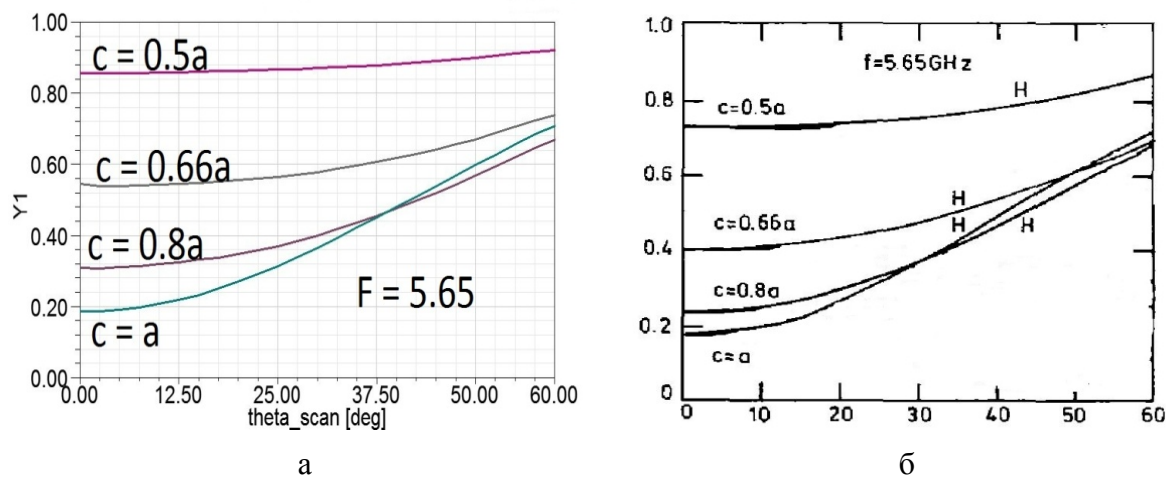 1.00
0.80
0.60
0.40
0.20
0.00
Y1
c = 0.5a
c = 0.66a
c = 0.8a
c = a
F = 5.65
0.00 12.50 25.00 37.50 50.00 60.00
theta_scan [deg]
а
1.0
0.8
0.6
0.4
0.2
0
f=5.65GHz
c=0.5a
H
c=0.66a
H
H
H
c=0.8a
c=a
0 10 20 30 40 50 60
б